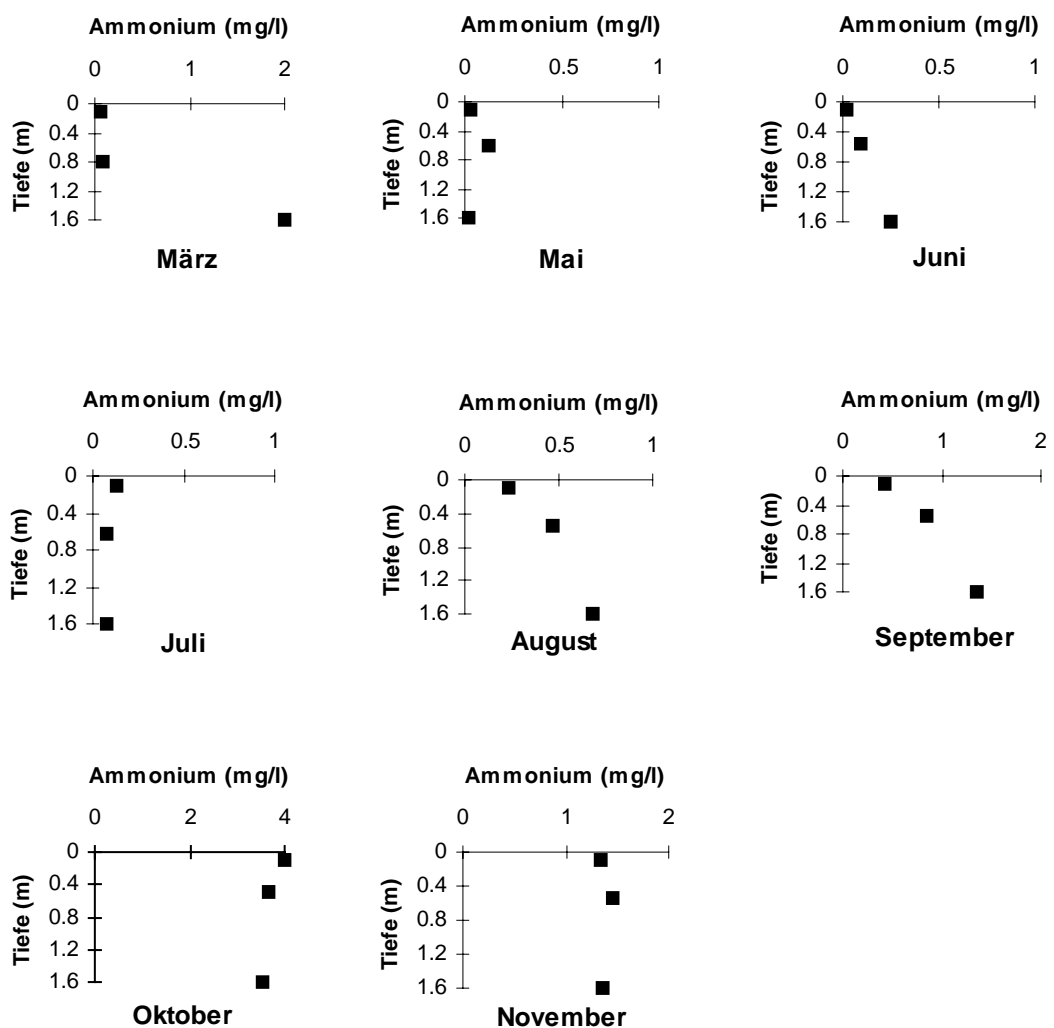 Ammonium (mg/l)
0 1 2
0
0.4
0.8
1.2
1.6
Tiefe (m)
März
Ammonium (mg/l)
0 0.5 1
0
0.4
0.8
1.2
1.6
Tiefe (m)
Mai
Ammonium (mg/l)
0 0.5 1
0
0.4
0.8
1.2
1.6
Tiefe (m)
Juni
Ammonium (mg/l)
0 0.5 1
0
0.4
0.8
1.2
1.6
Tiefe (m)
Juli
Ammonium (mg/l)
0 0.5 1
0
0.4
0.8
1.2
1.6
Tiefe (m)
August
Ammonium (mg/l)
0 1 2
0
0.4
0.8
1.2
1.6
Tiefe (m)
September
Ammonium (mg/l)
0 2 4
0
0.4
0.8
1.2
1.6
Tiefe (m)
Oktober
Ammonium (mg/l)
0 1 2
0
0.4
0.8
1.2
1.6
Tiefe (m)
November